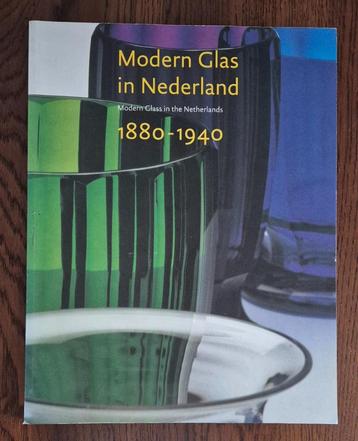 Modern Glas
in Nederland
Modern Glass in the Netherlands
1880-1940